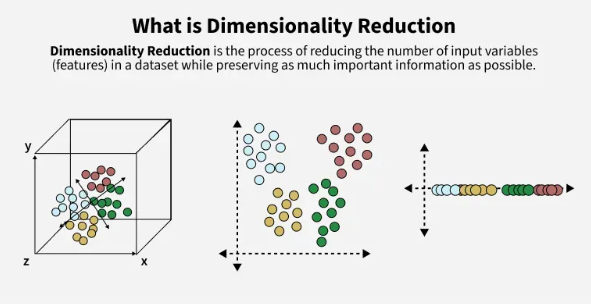 What is Dimensionality Reduction
Dimensionality Reduction is the process of reducing the number of input variables
(features) in a dataset while preserving as much important information as possible.
y
z
x